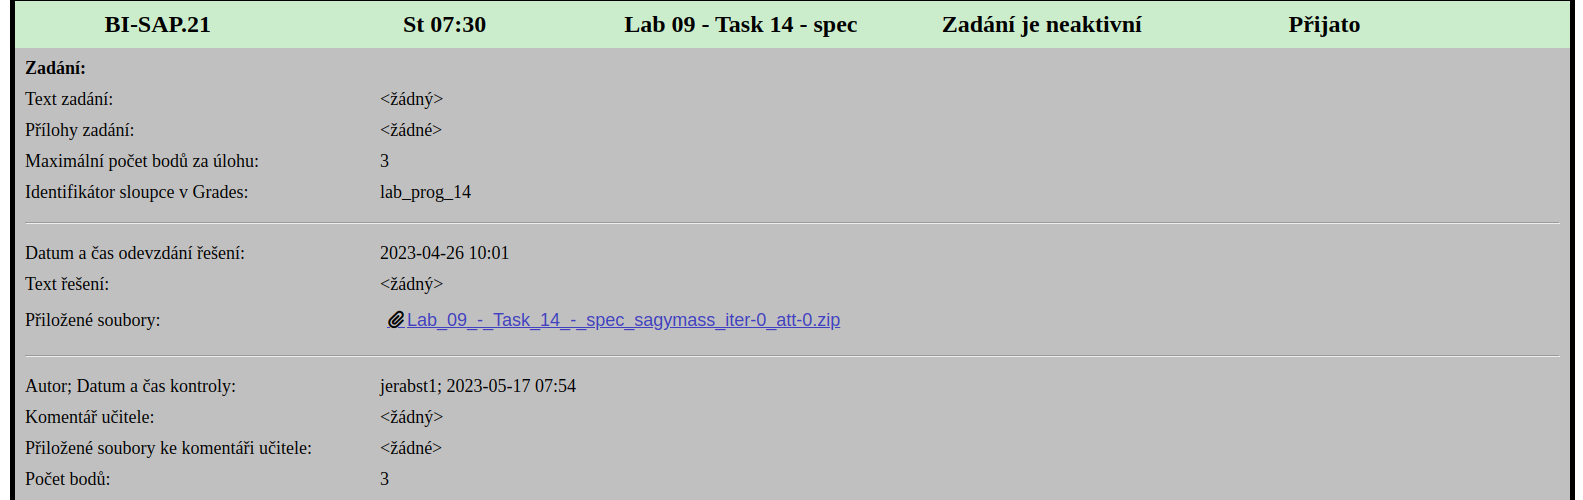 BI-SAP.21 St 07:30 Lab 09 - Task 14 - spec Zadání je neaktivní Přijato
Zadání:
Text zadání: <žádný>
Přílohy zadání: <žádné>
Maximální počet bodů za úlohu: 3
Identifikátor sloupce v Grades: lab_prog_14
Datum a čas odevzdání řešení: 2023-04-26 10:01
Text řešení: <žádný>
Přiložené soubory: Lab_09_-_Task_14_-_spec_sagymass_iter-0_att-0.zip
Autor; Datum a čas kontroly: jerabst1; 2023-05-17 07:54
Komentář učitele: <žádný>
Přiložené soubory ke komentáři učitele: <žádné>
Počet bodů: 3